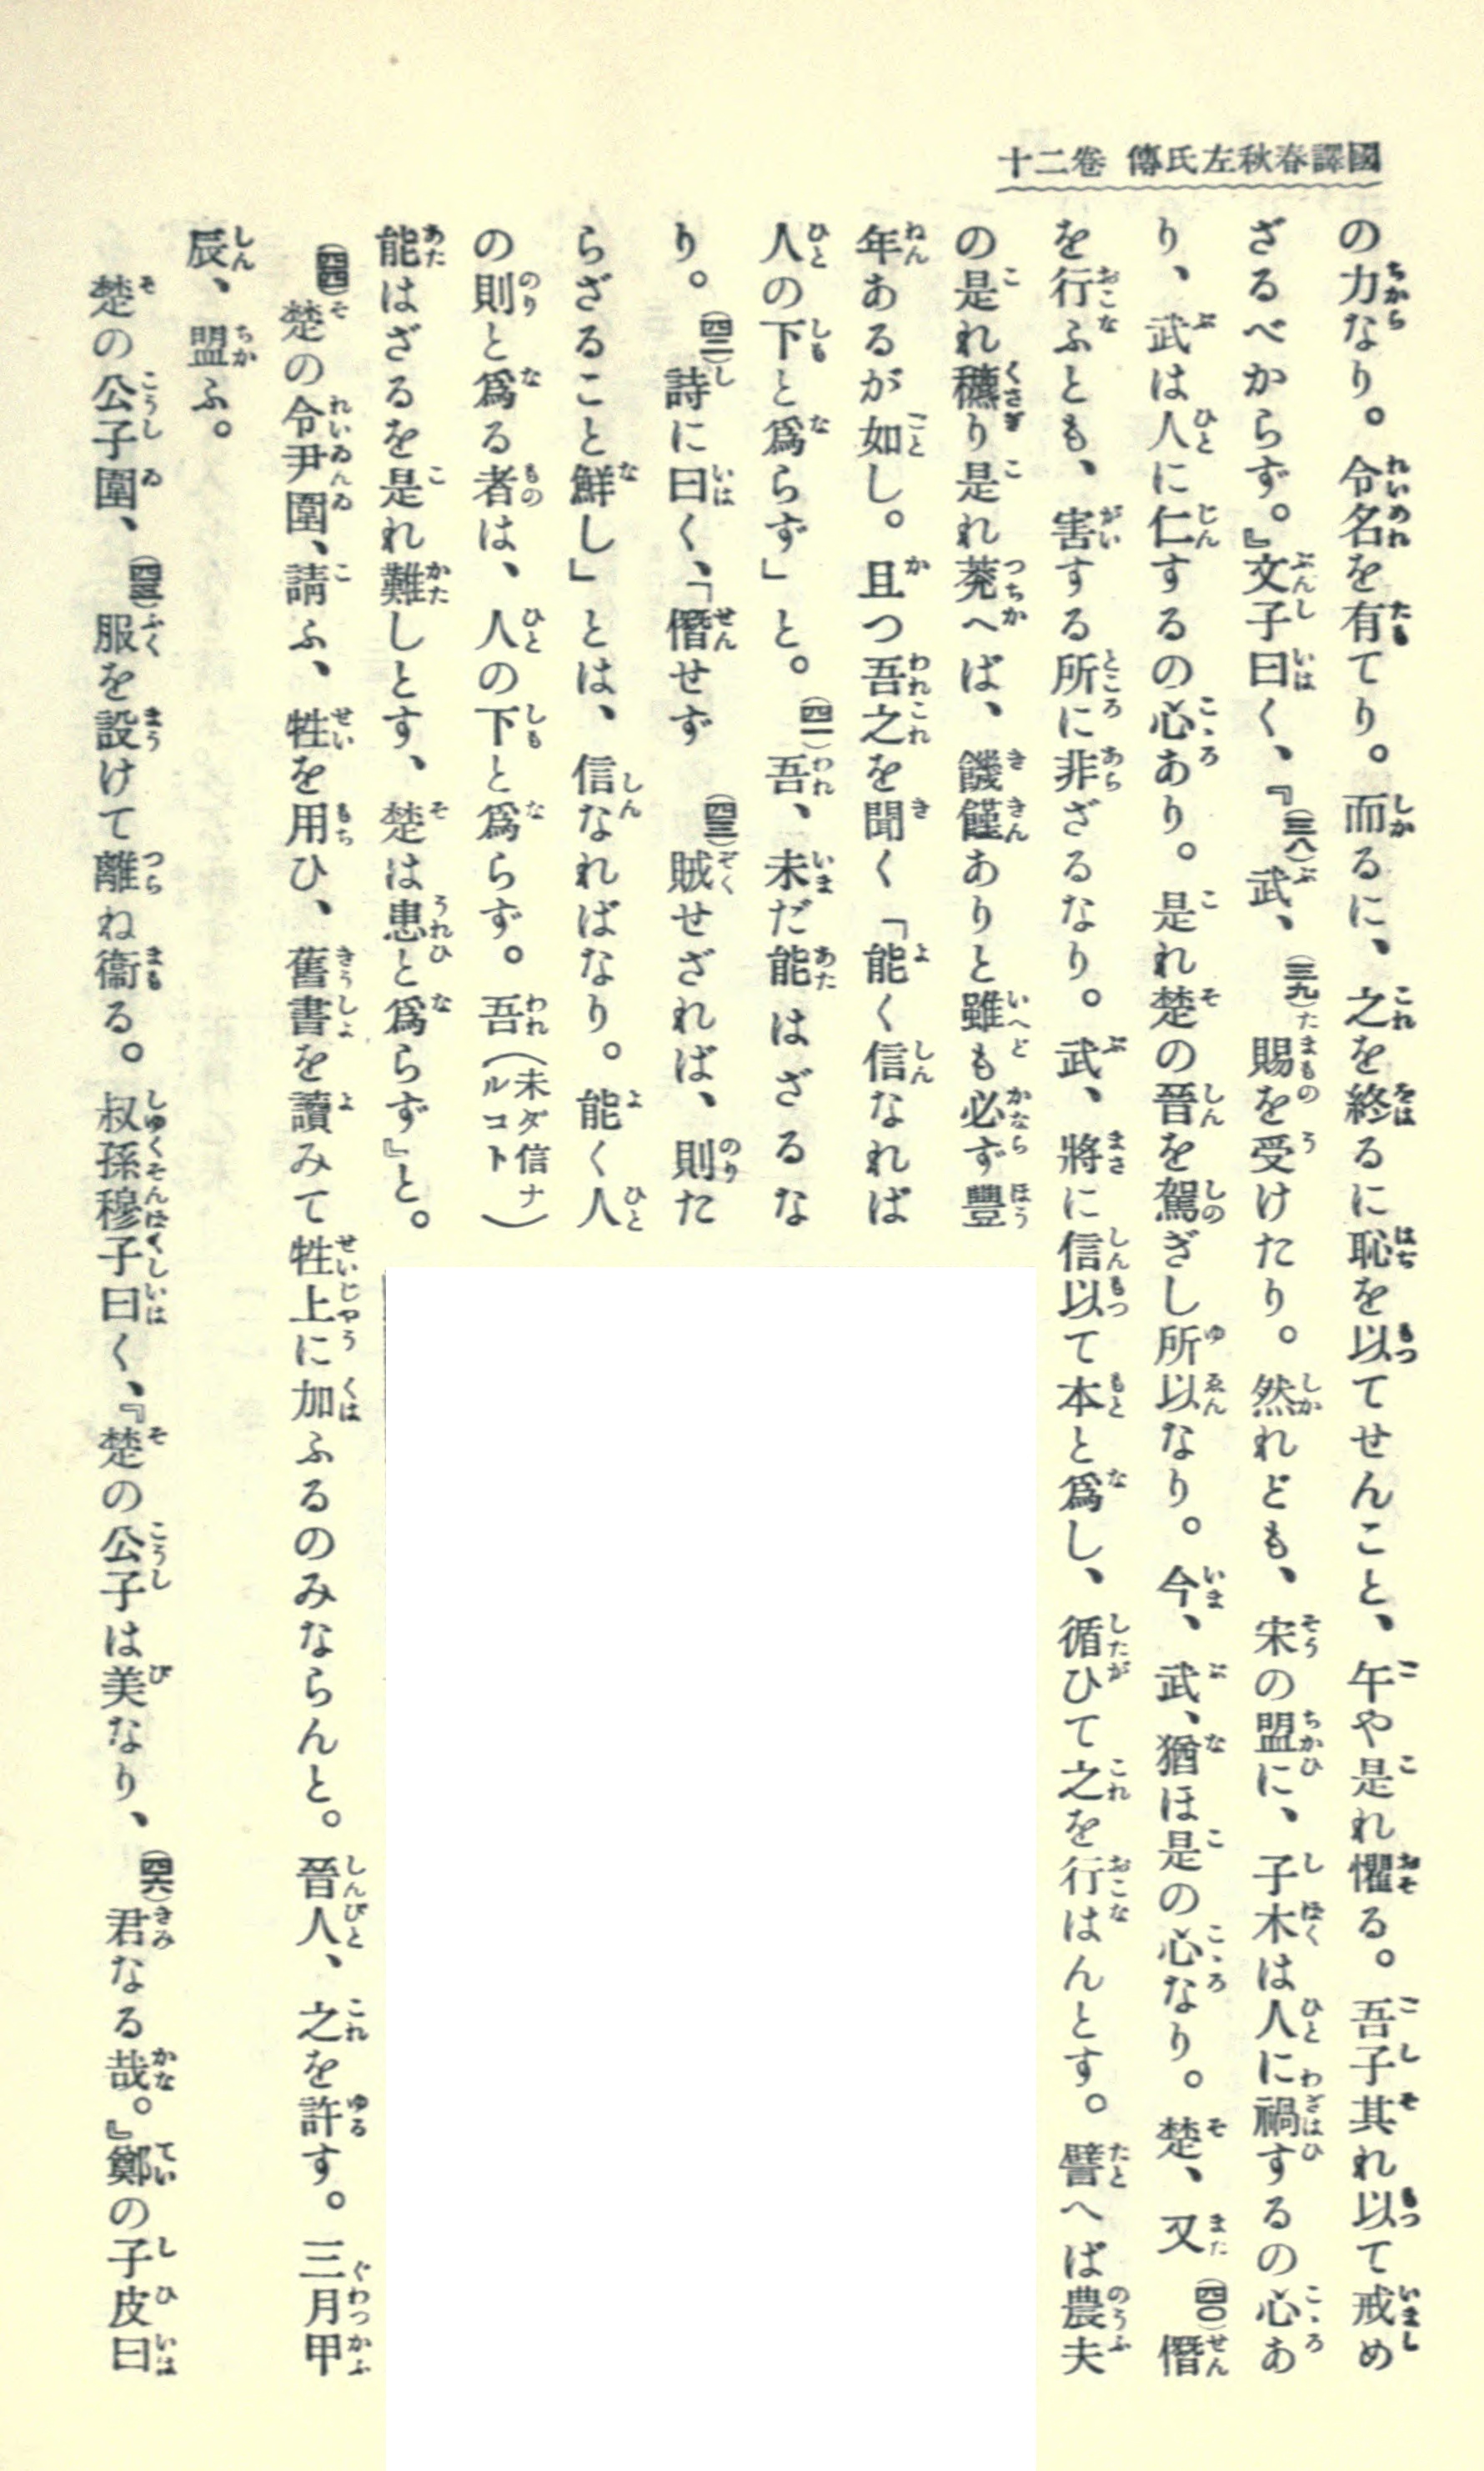 國譯春秋左氏傳 卷二十
の力なり。令名を有てり。而るに、之を終るに恥を以てせんこと、午や是れ懼る。吾子其れ以て戒め
ざるべからず。』文子曰く、『(三八)武、(三九)賜を受けたり。然れども、宋の盟に、子木は人に禍するの心あ
り、武は人に仁するの心あり。是れ楚の晉を駕ぎし所以なり。今、武、猶ほ是の心なり。楚、又(四〇)僭
を行ふとも、害する所に非ざるなり。武、將に信以て本と爲し、循ひて之を行はんとす。譬へば農夫
の是れ穮り是れ蓘へば、饑饉ありと雖も必ず豐
年あるが如し。且つ吾之を聞く「能く信なれば
人の下と爲らず」と。(四一)吾、未だ能はざるな
り。(四二)詩に曰く、「僭せず(四三)賊せざれば、則た
らざること鮮し」とは、信なればなり。能く人
の則と爲る者は、人の下と爲らず。吾(未ダ信ナルコト)
能はざるを是れ難しとす、楚は患と爲らず』と。
(四四)楚の令尹圍、請ふ、牲を用ひ、舊書を讀みて牲上に加ふるのみならんと。晉人、之を許す。三月甲
辰、盟ふ。
楚の公子圍、(四五)服を設けて離ね衞る。叔孫穆子曰く、『楚の公子は美なり、(四六)君なる哉。』鄭の子皮曰